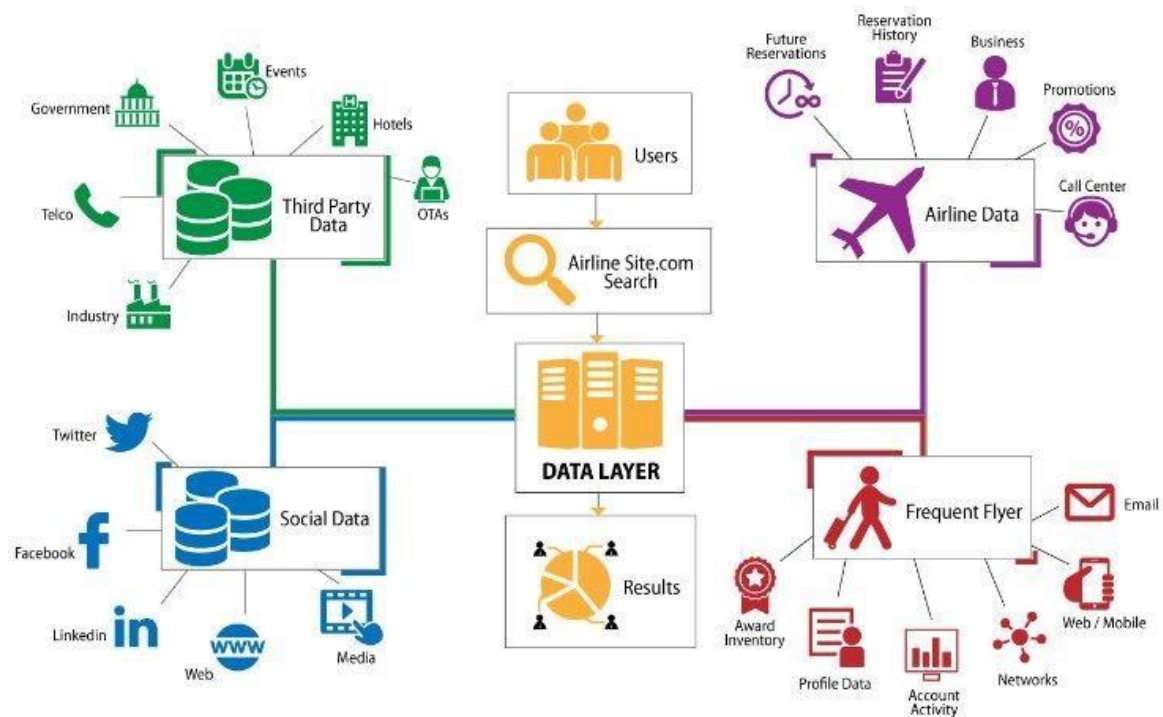 Government
Events
Hotels
Telco
Third Party
Data
OTAs
Industry
Users
Airline Site.com
Search
DATA LAYER
Results
Future
Reservations
Reservation
History
Business
Promotions
Airline Data
Call Center
Twitter
Social Data
Facebook
Linkedin
in
WWW
Web
Media
Frequent Flyer
Email
Award
Inventory
Web / Mobile
Profile Data
Account
Activity
Networks
H
%
f